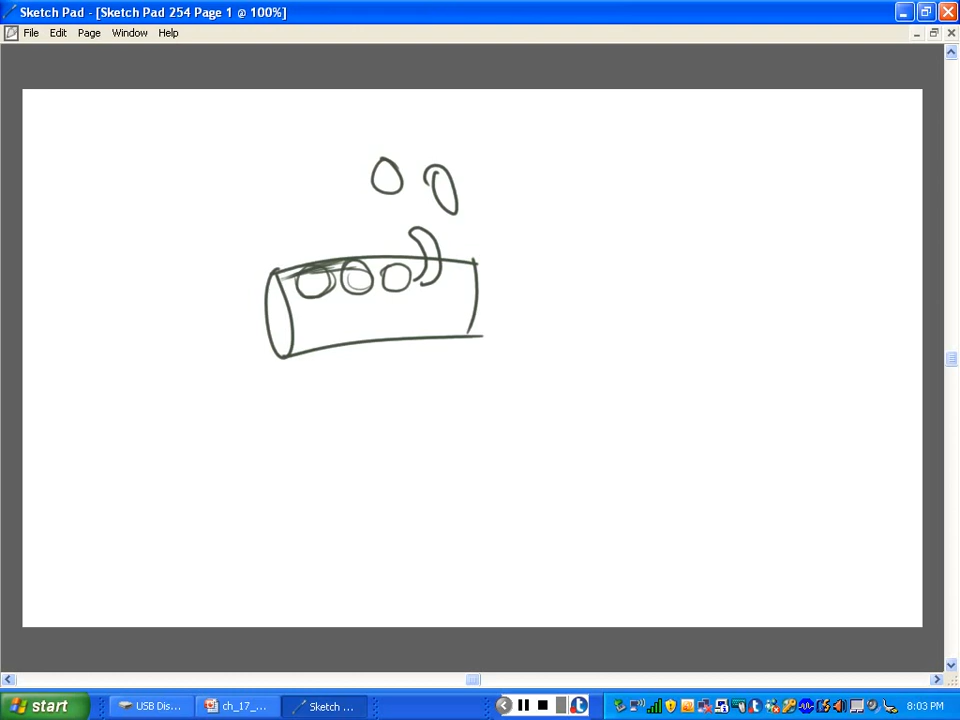 Sketch Pad - [Sketch Pad 254 Page 1 @ 100%]
File Edit Page Window Help
start USB Dis... ch_17_... Sketch ... 8:03 PM